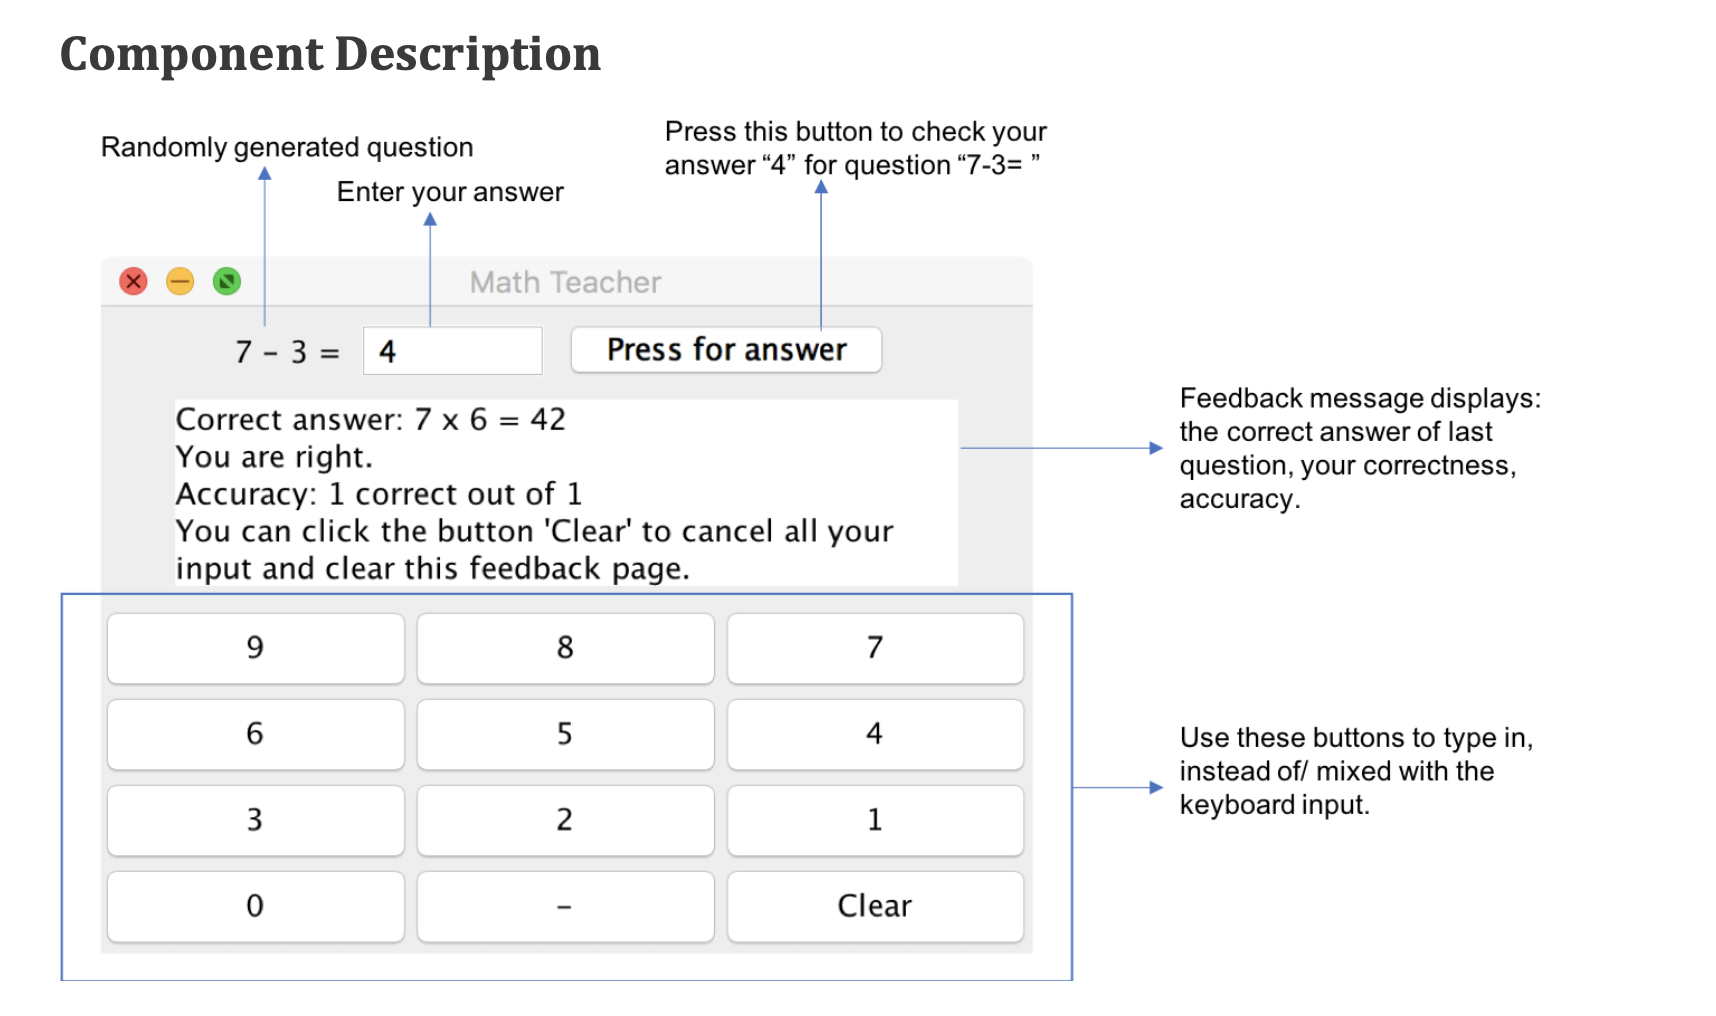 Component Description
Randomly generated question
Enter your answer
Press this button to check your
answer “4” for question “7-3= ”
Math Teacher
7 – 3 =
4
Press for answer
Correct answer: 7 x 6 = 42
You are right.
Accuracy: 1 correct out of 1
You can click the button 'Clear' to cancel all your
input and clear this feedback page.
Feedback message displays:
the correct answer of last
question, your correctness,
accuracy.
9
8
7
6
5
4
3
2
1
0
–
Clear
Use these buttons to type in,
instead of/ mixed with the
keyboard input.